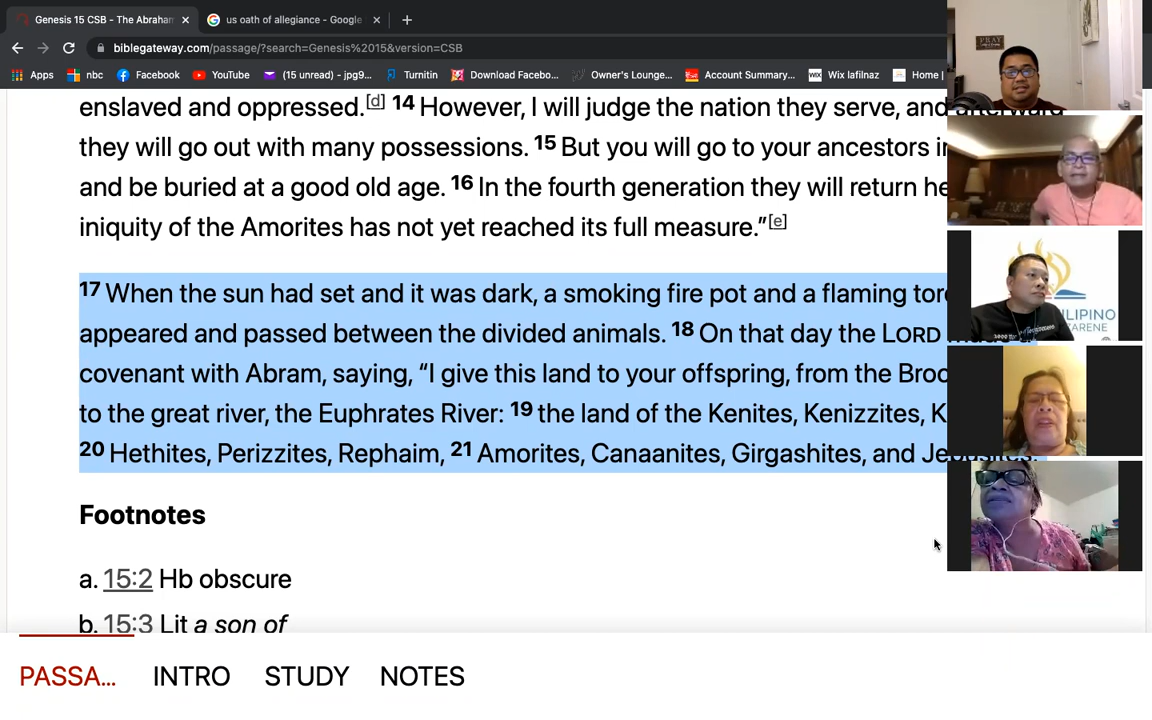 Genesis 15 CSB - The Abraham
us oath of allegiance - Google
biblegateway.com/passage/?search=Genesis%2015&version=CSB
Apps nbc Facebook YouTube (15 unread) - jpg9... Turnitin Download Facebo... Owner's Lounge... Account Summary... WiX Wix lafilnaz Home |
PRAY
enslaved and oppressed.[d] 14 However, I will judge the nation they serve, and afterward
they will go out with many possessions. 15 But you will go to your ancestors in
and be buried at a good old age. 16 In the fourth generation they will return he
iniquity of the Amorites has not yet reached its full measure.”[e]
17 When the sun had set and it was dark, a smoking fire pot and a flaming tor
appeared and passed between the divided animals. 18 On that day the LORD
covenant with Abram, saying, “I give this land to your offspring, from the Broo
to the great river, the Euphrates River: 19 the land of the Kenites, Kenizzites, K
20 Hethites, Perizzites, Rephaim, 21 Amorites, Canaanites, Girgashites, and Jebusites.”
ILIPINO
ZARENE
Footnotes
a. 15:2 Hb obscure
b. 15:3 Lit a son of
PASSA... INTRO STUDY NOTES